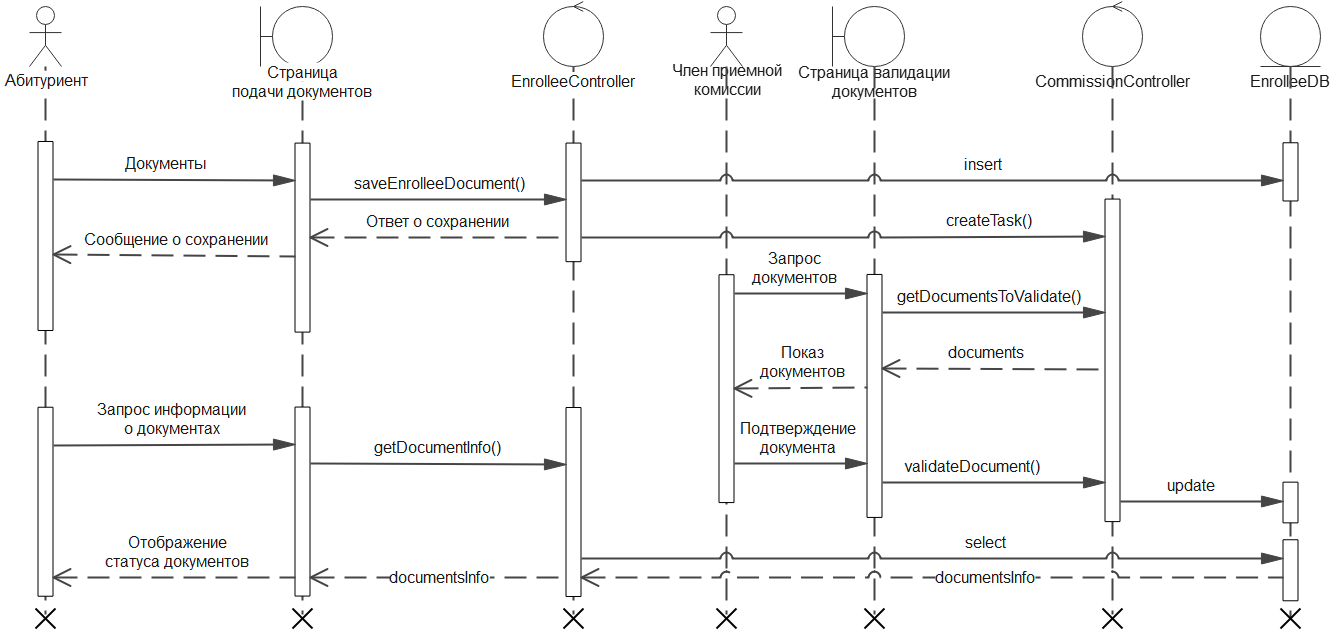 Абитуриент
Страница
подачи документов
EnrolleeController
Член приемной
комиссии
Страница валидации
документов
CommissionController
EnrolleeDB
Документы
insert
saveEnrolleeDocument()
Ответ о сохранении
createTask()
Сообщение о сохранении
Запрос
документов
getDocumentsToValidate()
Показ
документов
documents
Запрос информации
о документах
Подтверждение
документа
getDocumentInfo()
validateDocument()
update
Отображение
статуса документов
select
documentsInfo
documentsInfo